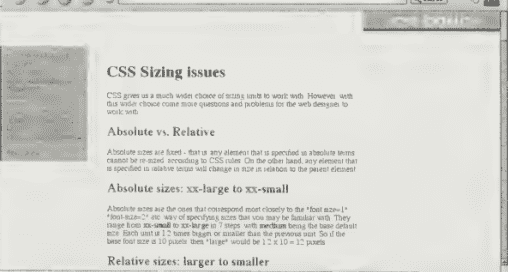 CSS Sizing issues
CSS gives us a much wider choice of sizing units to work with. However, with
this wider choice come more questions and problems for the web designer to
work with.
Absolute vs. Relative
Absolute sizes are fixed - that is any element that is specified in absolute terms
cannot be re-sized according to CSS rules. On the other hand, any element that
is specified in relative terms will change in size in relation to the parent element
Absolute sizes: xx-large to xx-small
Absolute sizes are the ones that correspond most closely to the "font size=1"
"font-size=2" etc way of specifying sizes that you may be familiar with. They
range from xx-small to xx-large in 7 steps, with medium being the base default
size. Each unit is 1.2 times bigger or smaller than the previous unit. So if the
base font size is 10 pixels then "large" would be 1.2 x 10 = 12 pixels
Relative sizes: larger to smaller